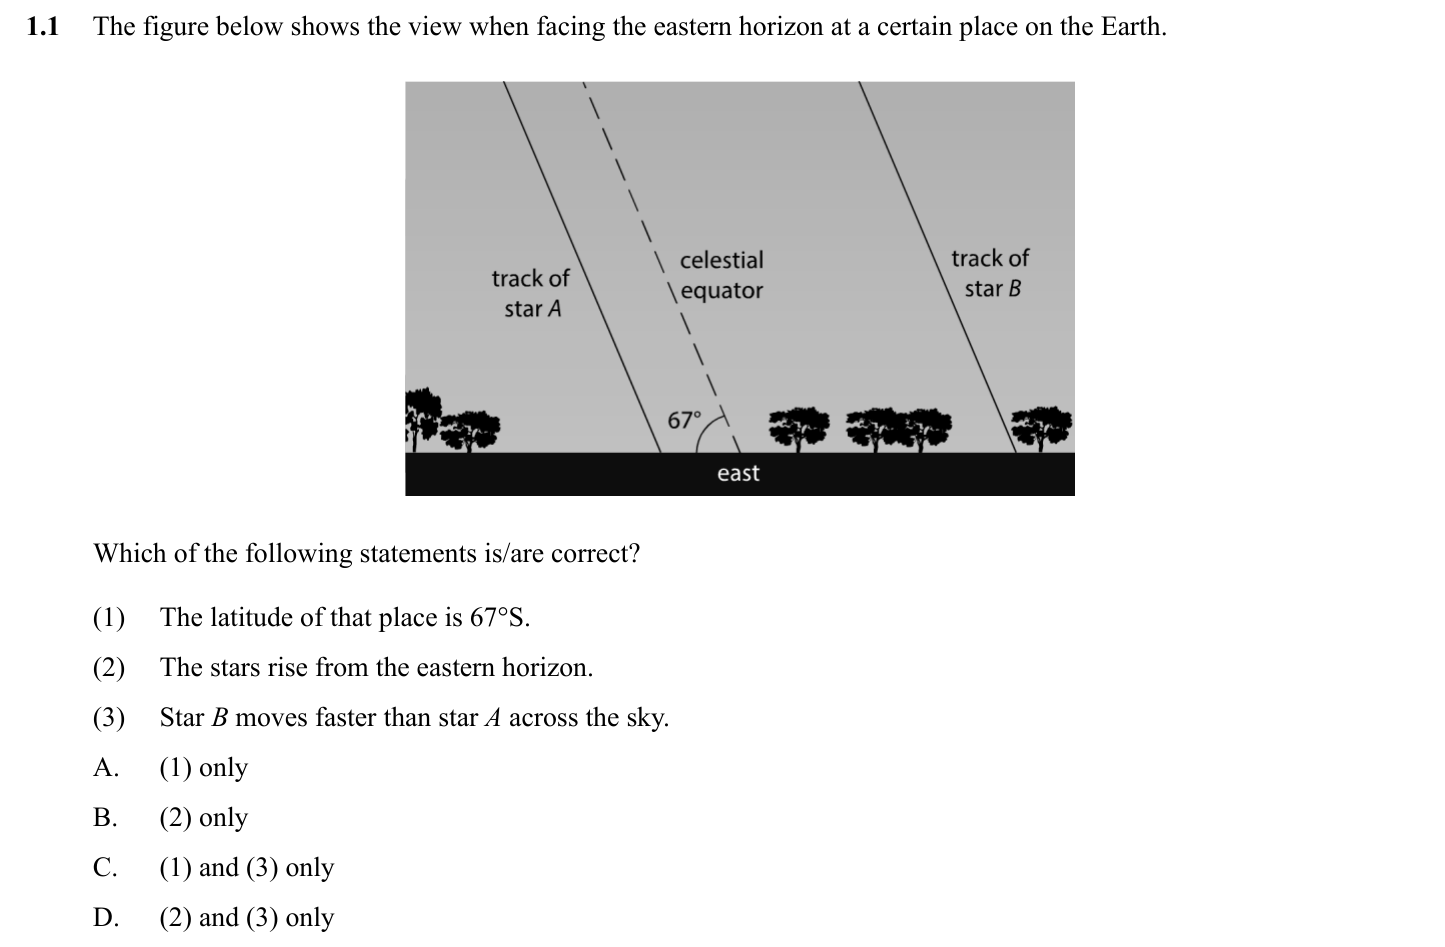 1.1 The figure below shows the view when facing the eastern horizon at a certain place on the Earth.
track of
star A
celestial
equator
track of
star B
67°
east
Which of the following statements is/are correct?
(1) The latitude of that place is 67°S.
(2) The stars rise from the eastern horizon.
(3) Star B moves faster than star A across the sky.
A. (1) only
B. (2) only
C. (1) and (3) only
D. (2) and (3) only